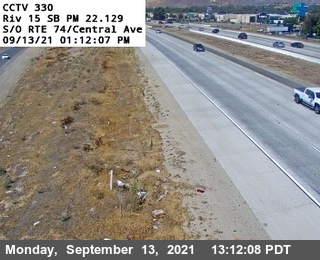 CCTV 330
Riv 15 SB PM 22.129
S/O RTE 74/Central Ave
09/13/21 01:12:07 PM
Monday, September 13, 2021 13:12:08 PDT